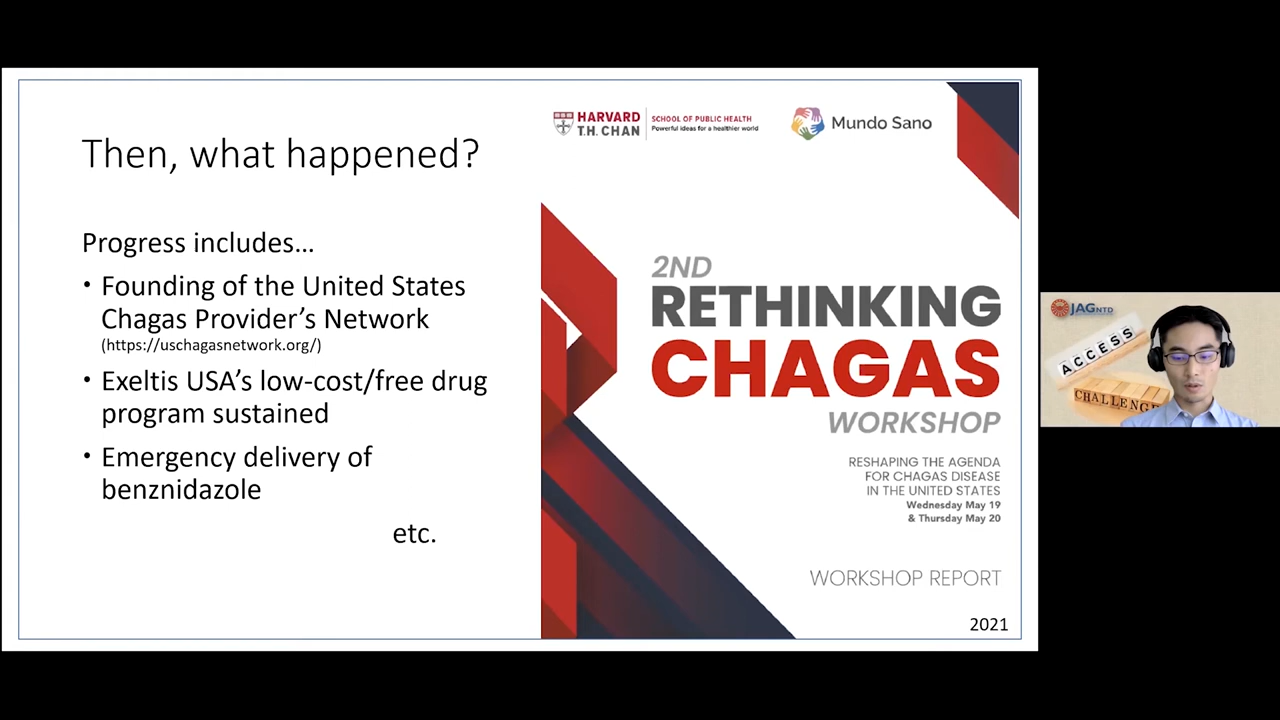 Then, what happened?
Progress includes…
• Founding of the United States
Chagas Provider’s Network
(https://uschagasnetwork.org/)
• Exeltis USA’s low-cost/free drug
program sustained
• Emergency delivery of
benznidazole
etc.
HARVARD
T.H. CHAN
SCHOOL OF PUBLIC HEALTH
Powerful ideas for a healthier world
Mundo Sano
2ND
RETHINKING
CHAGAS
WORKSHOP
RESHAPING THE AGENDA
FOR CHAGAS DISEASE
IN THE UNITED STATES
Wednesday May 19
& Thursday May 20
WORKSHOP REPORT
2021
JAGNTD
ACCESS
CHALLENGE